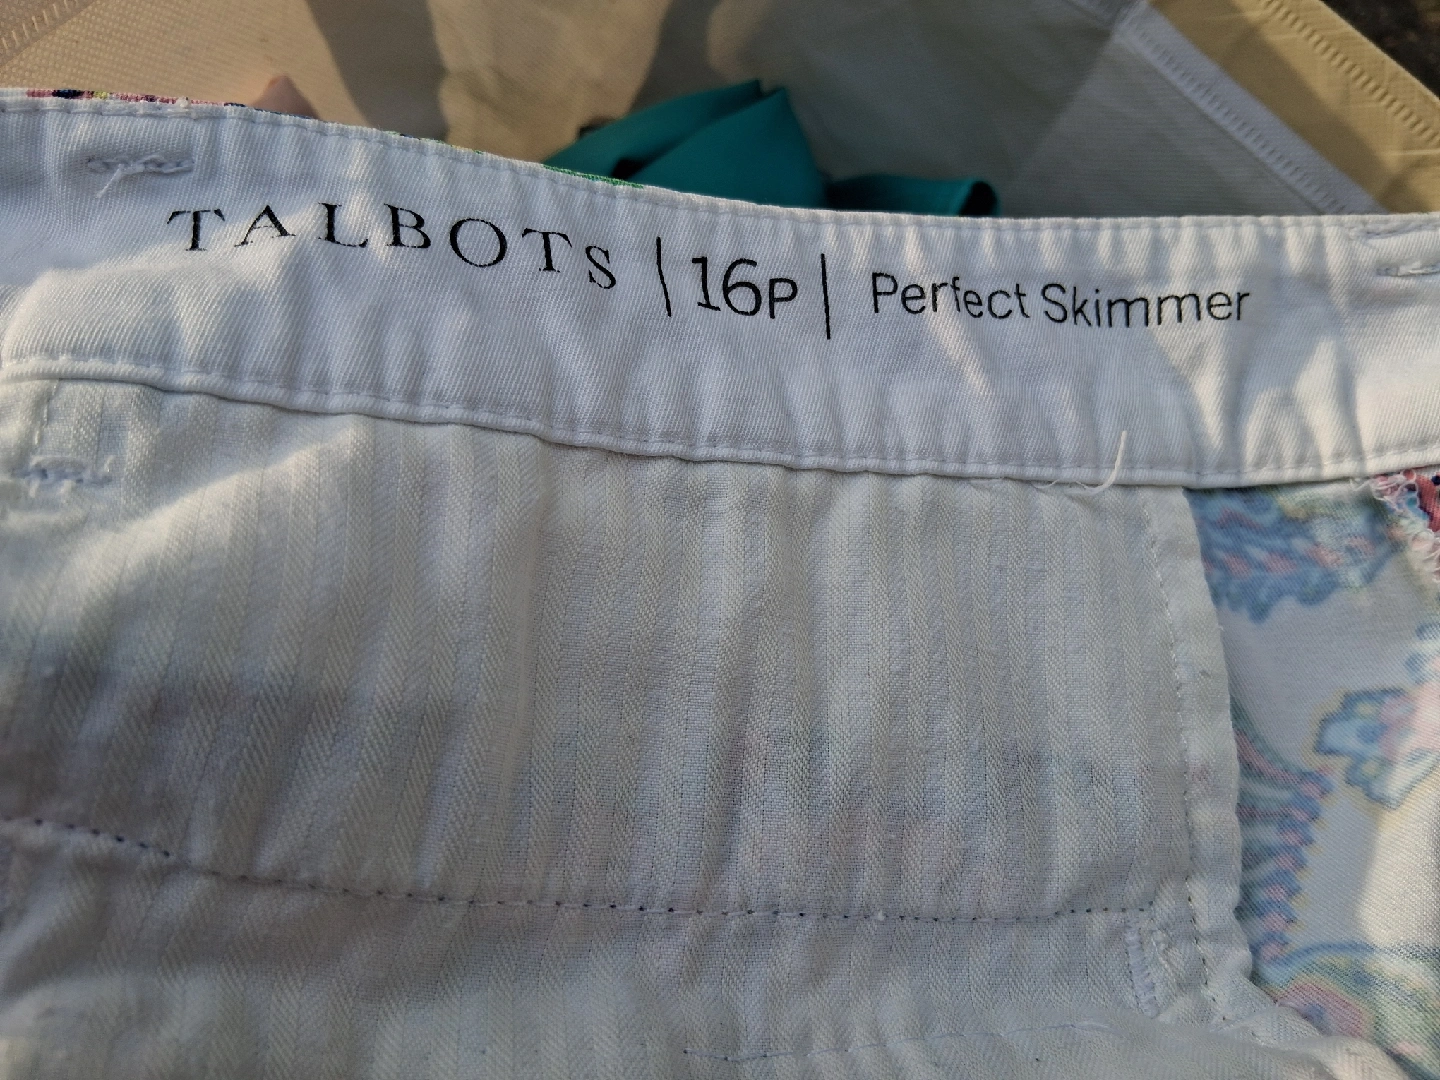 TALBOTS | 16P | Perfect Skimmer